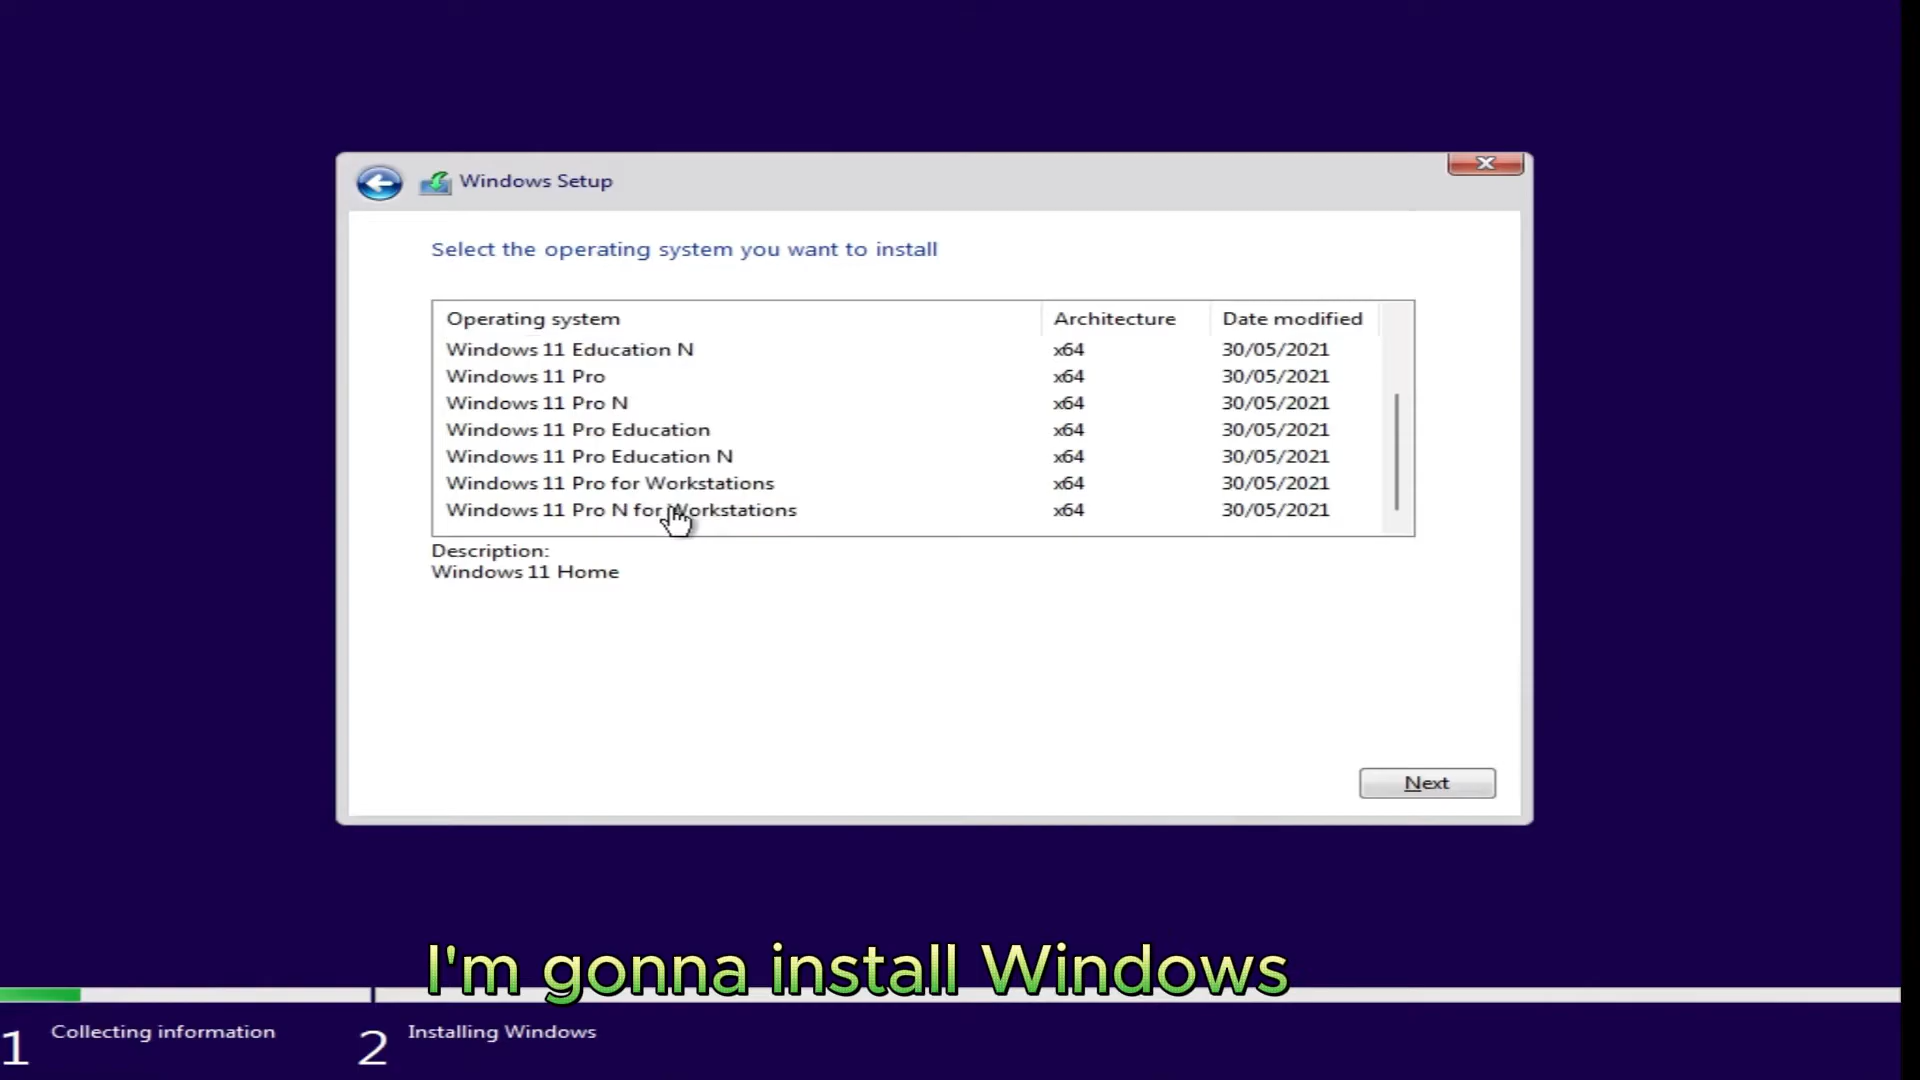 Windows Setup
Select the operating system you want to install
Operating system Architecture Date modified
Windows 11 Education N x64 30/05/2021
Windows 11 Pro x64 30/05/2021
Windows 11 Pro N x64 30/05/2021
Windows 11 Pro Education x64 30/05/2021
Windows 11 Pro Education N x64 30/05/2021
Windows 11 Pro for Workstations x64 30/05/2021
Windows 11 Pro N for Workstations x64 30/05/2021
Description:
Windows 11 Home
Next
I'm gonna install Windows
1 Collecting information 2 Installing Windows